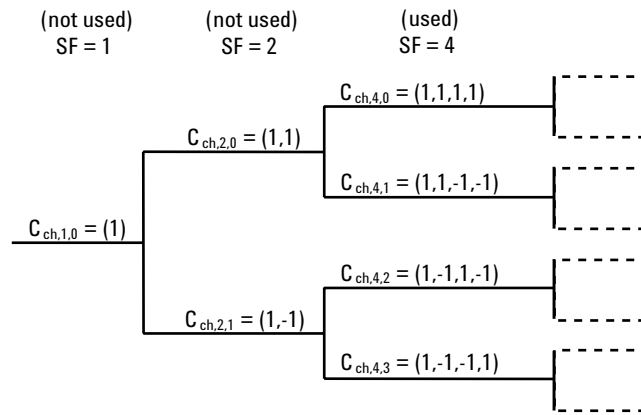 (not used) (not used) (used)
SF = 1 SF = 2 SF = 4
C ch,4,0 = (1,1,1,1)
C ch,2,0 = (1,1)
C ch,4,1 = (1,1,-1,-1)
C ch,1,0 = (1)
C ch,4,2 = (1,-1,1,-1)
C ch,2,1 = (1,-1)
C ch,4,3 = (1,-1,-1,1)